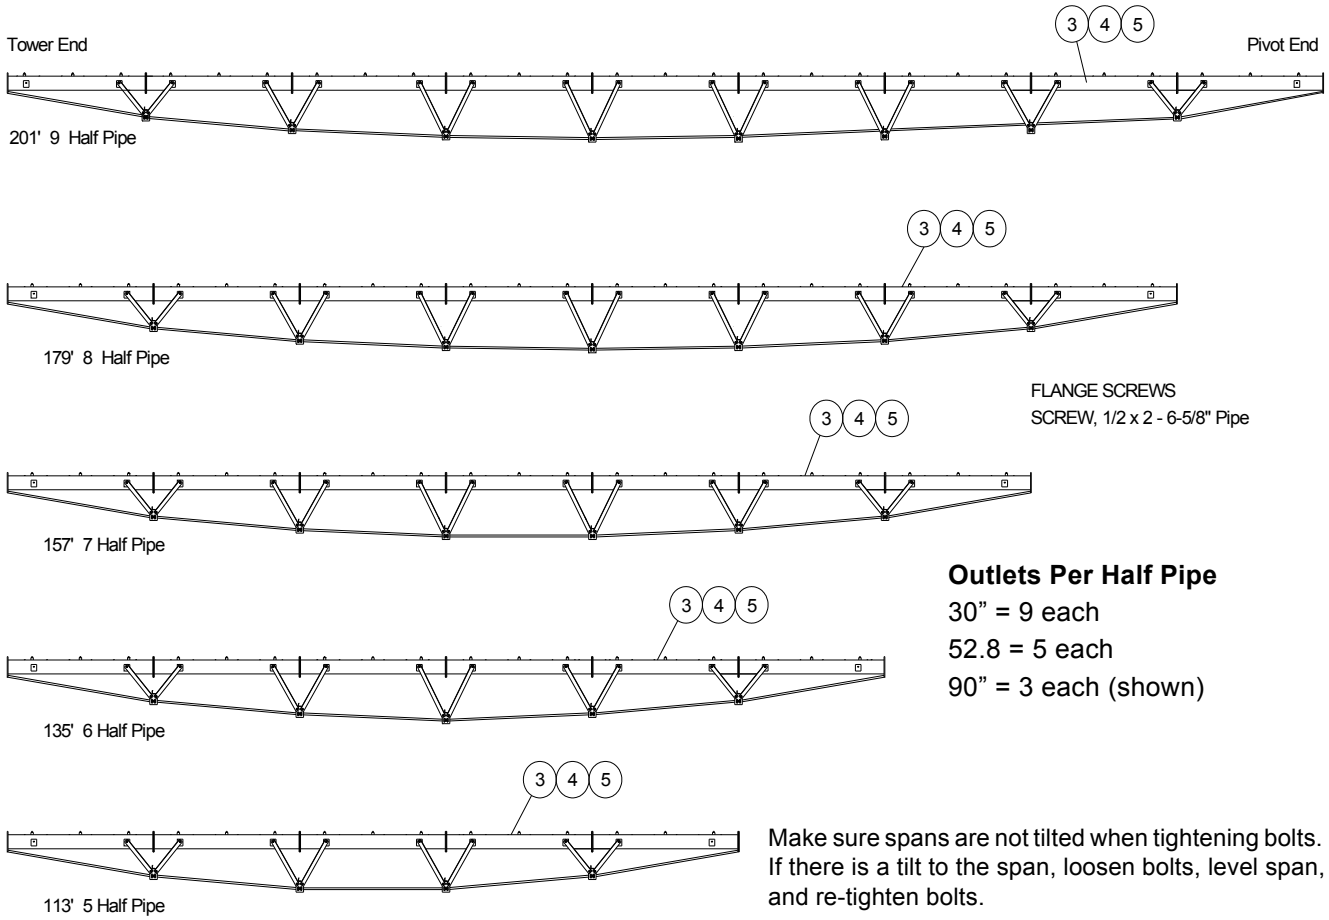 3 4 5
Tower End
Pivot End
201' 9 Half Pipe
3 4 5
179' 8 Half Pipe
FLANGE SCREWS
SCREW, 1/2 x 2 - 6-5/8" Pipe
3 4 5
157' 7 Half Pipe
Outlets Per Half Pipe
30” = 9 each
52.8 = 5 each
90” = 3 each (shown)
3 4 5
135' 6 Half Pipe
3 4 5
Make sure spans are not tilted when tightening bolts.
If there is a tilt to the span, loosen bolts, level span,
and re-tighten bolts.
113' 5 Half Pipe